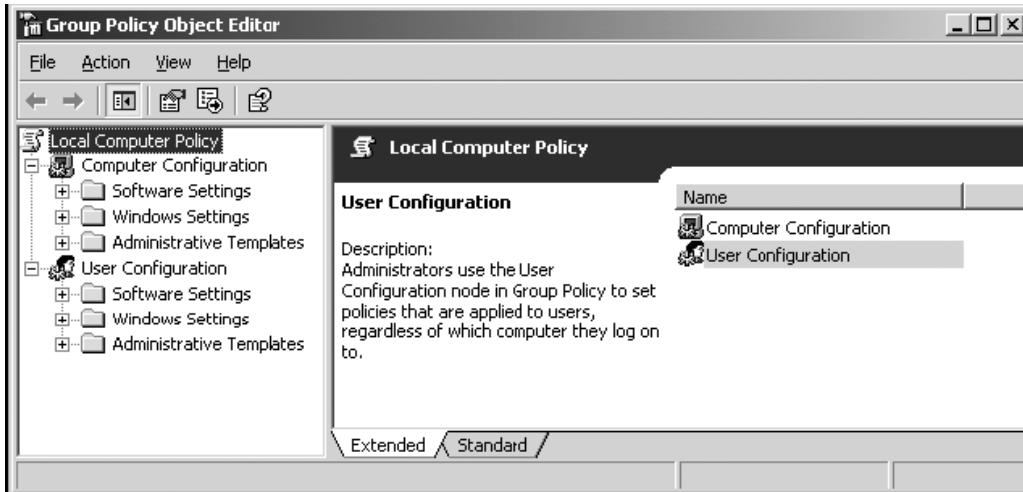 Group Policy Object Editor
File Action View Help
Local Computer Policy
Computer Configuration
Software Settings
Windows Settings
Administrative Templates
User Configuration
Software Settings
Windows Settings
Administrative Templates
Local Computer Policy
User Configuration
Description:
Administrators use the User
Configuration node in Group Policy to set
policies that are applied to users,
regardless of which computer they log on
to.
Name
Computer Configuration
User Configuration
Extended Standard